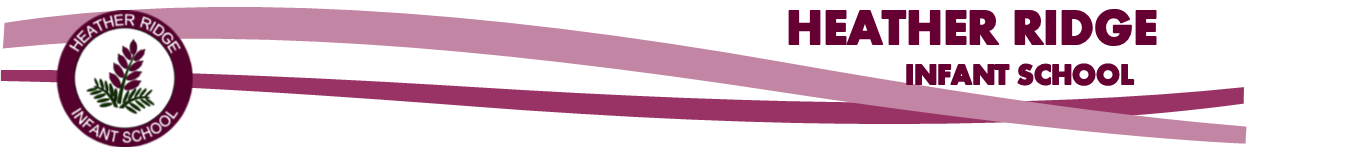 HEATHER RIDGE
INFANT SCHOOL
HEATHER RIDGE
INFANT SCHOOL